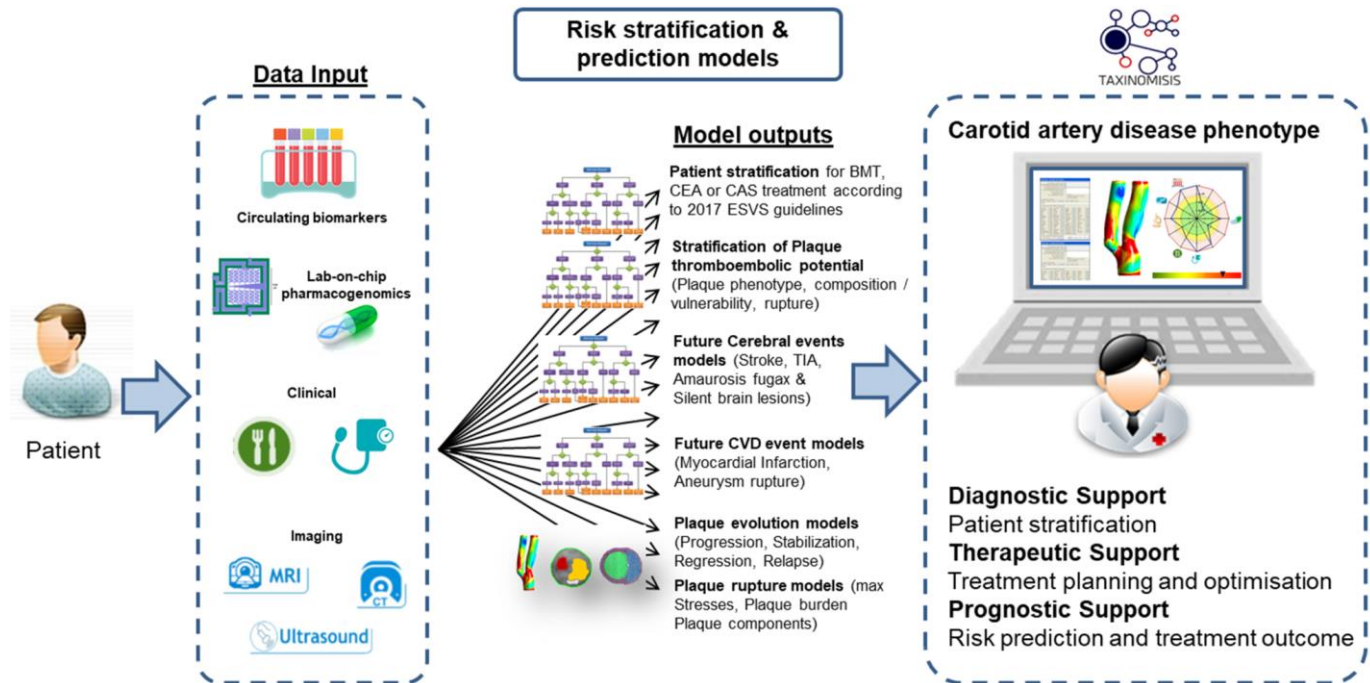 Risk stratification &
prediction models
TAXINOMISIS
Data Input
Circulating biomarkers
Lab-on-chip
pharmacogenomics
Clinical
Imaging
MRI
CT
Ultrasound
Patient
Model outputs
Patient stratification for BMT,
CEA or CAS treatment according
to 2017 ESVS guidelines
Stratification of Plaque
thromboembolic potential
(Plaque phenotype, composition /
vulnerability, rupture)
Future Cerebral events
models (Stroke, TIA,
Amaurosis fugax &
Silent brain lesions)
Future CVD event models
(Myocardial Infarction,
Aneurysm rupture)
Plaque evolution models
(Progression, Stabilization,
Regression, Relapse)
Plaque rupture models (max
Stresses, Plaque burden
Plaque components)
Carotid artery disease phenotype
Diagnostic Support
Patient stratification
Therapeutic Support
Treatment planning and optimisation
Prognostic Support
Risk prediction and treatment outcome